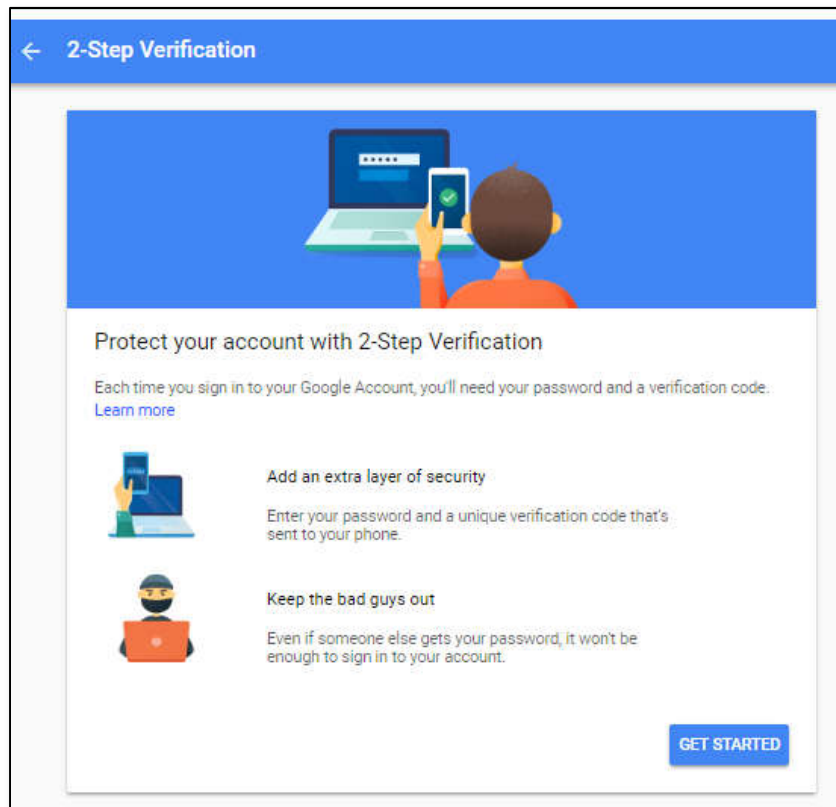 2-Step Verification
Protect your account with 2-Step Verification
Each time you sign in to your Google Account, you'll need your password and a verification code.
Learn more
Add an extra layer of security
Enter your password and a unique verification code that's
sent to your phone.
Keep the bad guys out
Even if someone else gets your password, it won't be
enough to sign in to your account.
GET STARTED